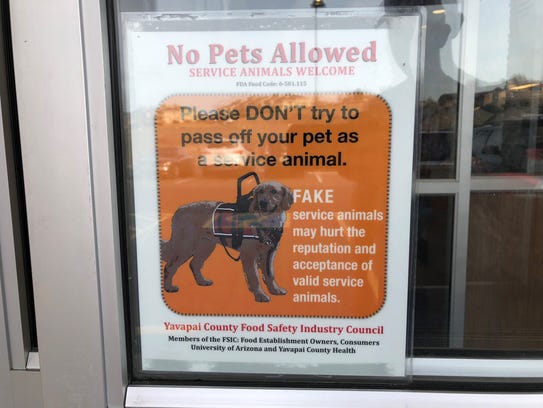 No Pets Allowed
SERVICE ANIMALS WELCOME
FDA Food Code: 6-501.115
Please DON'T try to
pass off your pet as
a service animal.
FAKE
service animals
may hurt the
reputation and
acceptance of
valid service
animals.
Yavapai County Food Safety Industry Council
Members of the FSIC: Food Establishment Owners, Consumers
University of Arizona and Yavapai County Health